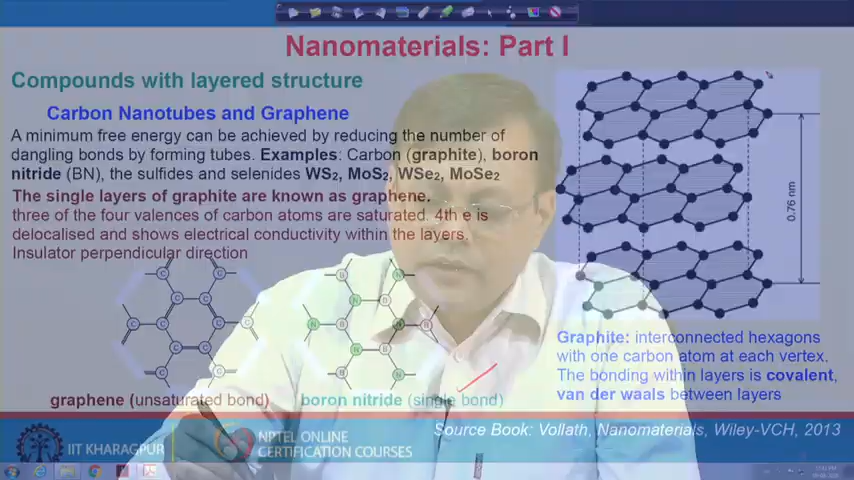 Nanomaterials: Part I
Compounds with layered structure
Carbon Nanotubes and Graphene
A minimum free energy can be achieved by reducing the number of
dangling bonds by forming tubes. Examples: Carbon (graphite), boron
nitride (BN), the sulfides and selenides WS2, MoS2, WSe2, MoSe2
The single layers of graphite are known as graphene.
three of the four valences of carbon atoms are saturated. 4th e is
delocalised and shows electrical conductivity within the layers.
Insulator perpendicular direction
graphene (unsaturated bond)
boron nitride (single bond)
0.76 nm
Graphite: interconnected hexagons
with one carbon atom at each vertex.
The bonding within layers is covalent,
van der waals between layers
Source Book: Vollath, Nanomaterials, Wiley-VCH, 2013
IIT KHARAGPUR
NPTEL ONLINE
CERTIFICATION COURSES